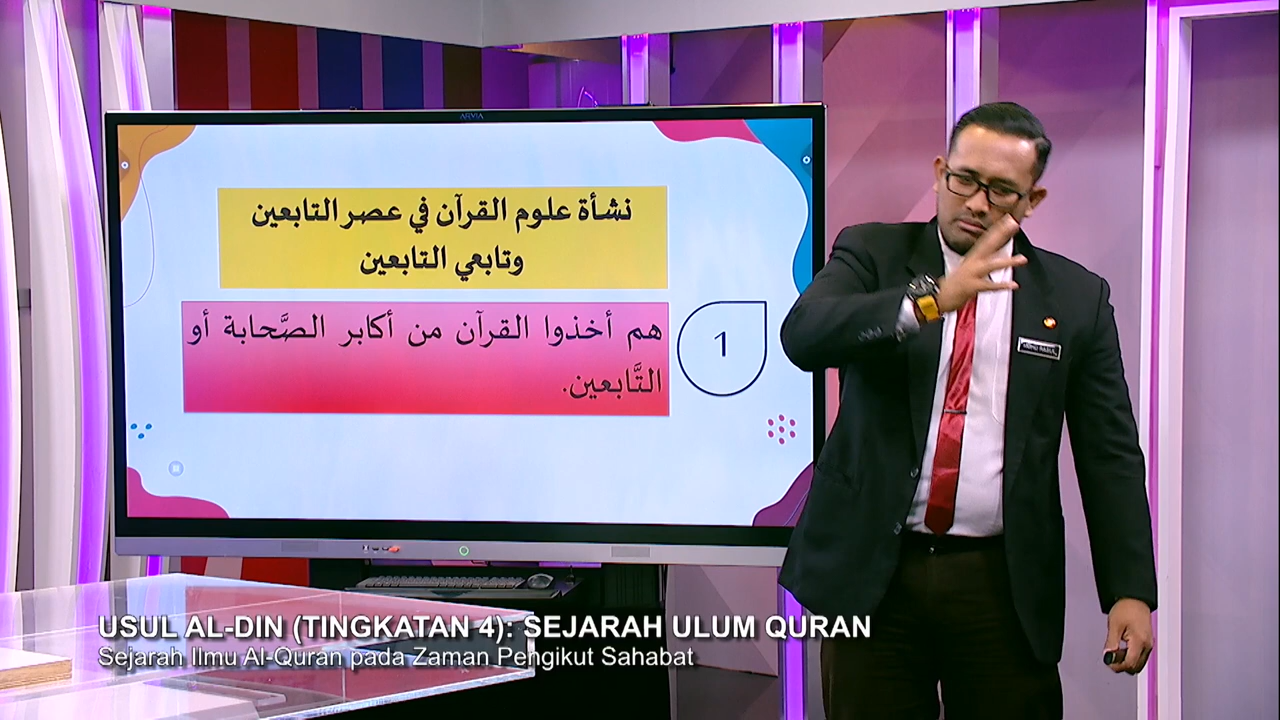 ARVIA
نشأة علوم القرآن في عصر التابعين
وتابعي التابعين
هم أخذوا القرآن من أكابر الصَّحابة أو
التَّابعين.
1
USUL AL-DIN (TINGKATAN 4): SEJARAH ULUM QURAN
Sejarah Ilmu Al-Quran pada Zaman Pengikut Sahabat